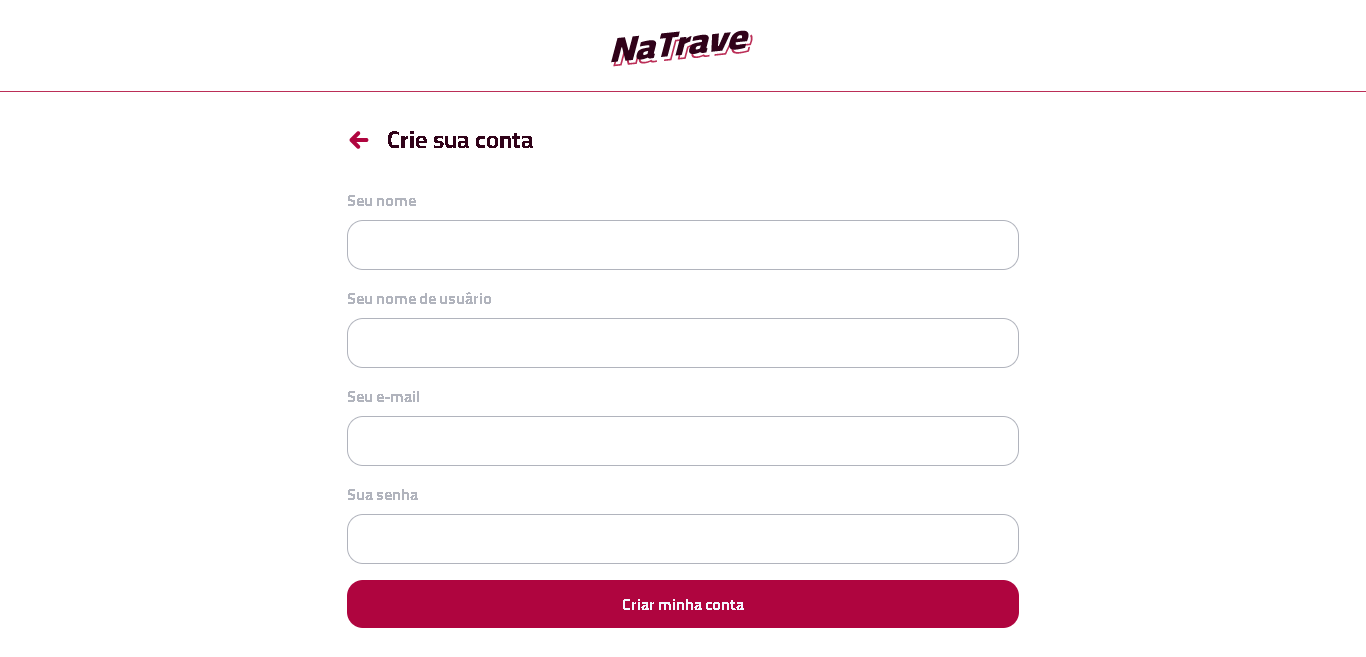 NaTrave
Crie sua conta
Seu nome
Seu nome de usuário
Seu e-mail
Sua senha
Criar minha conta